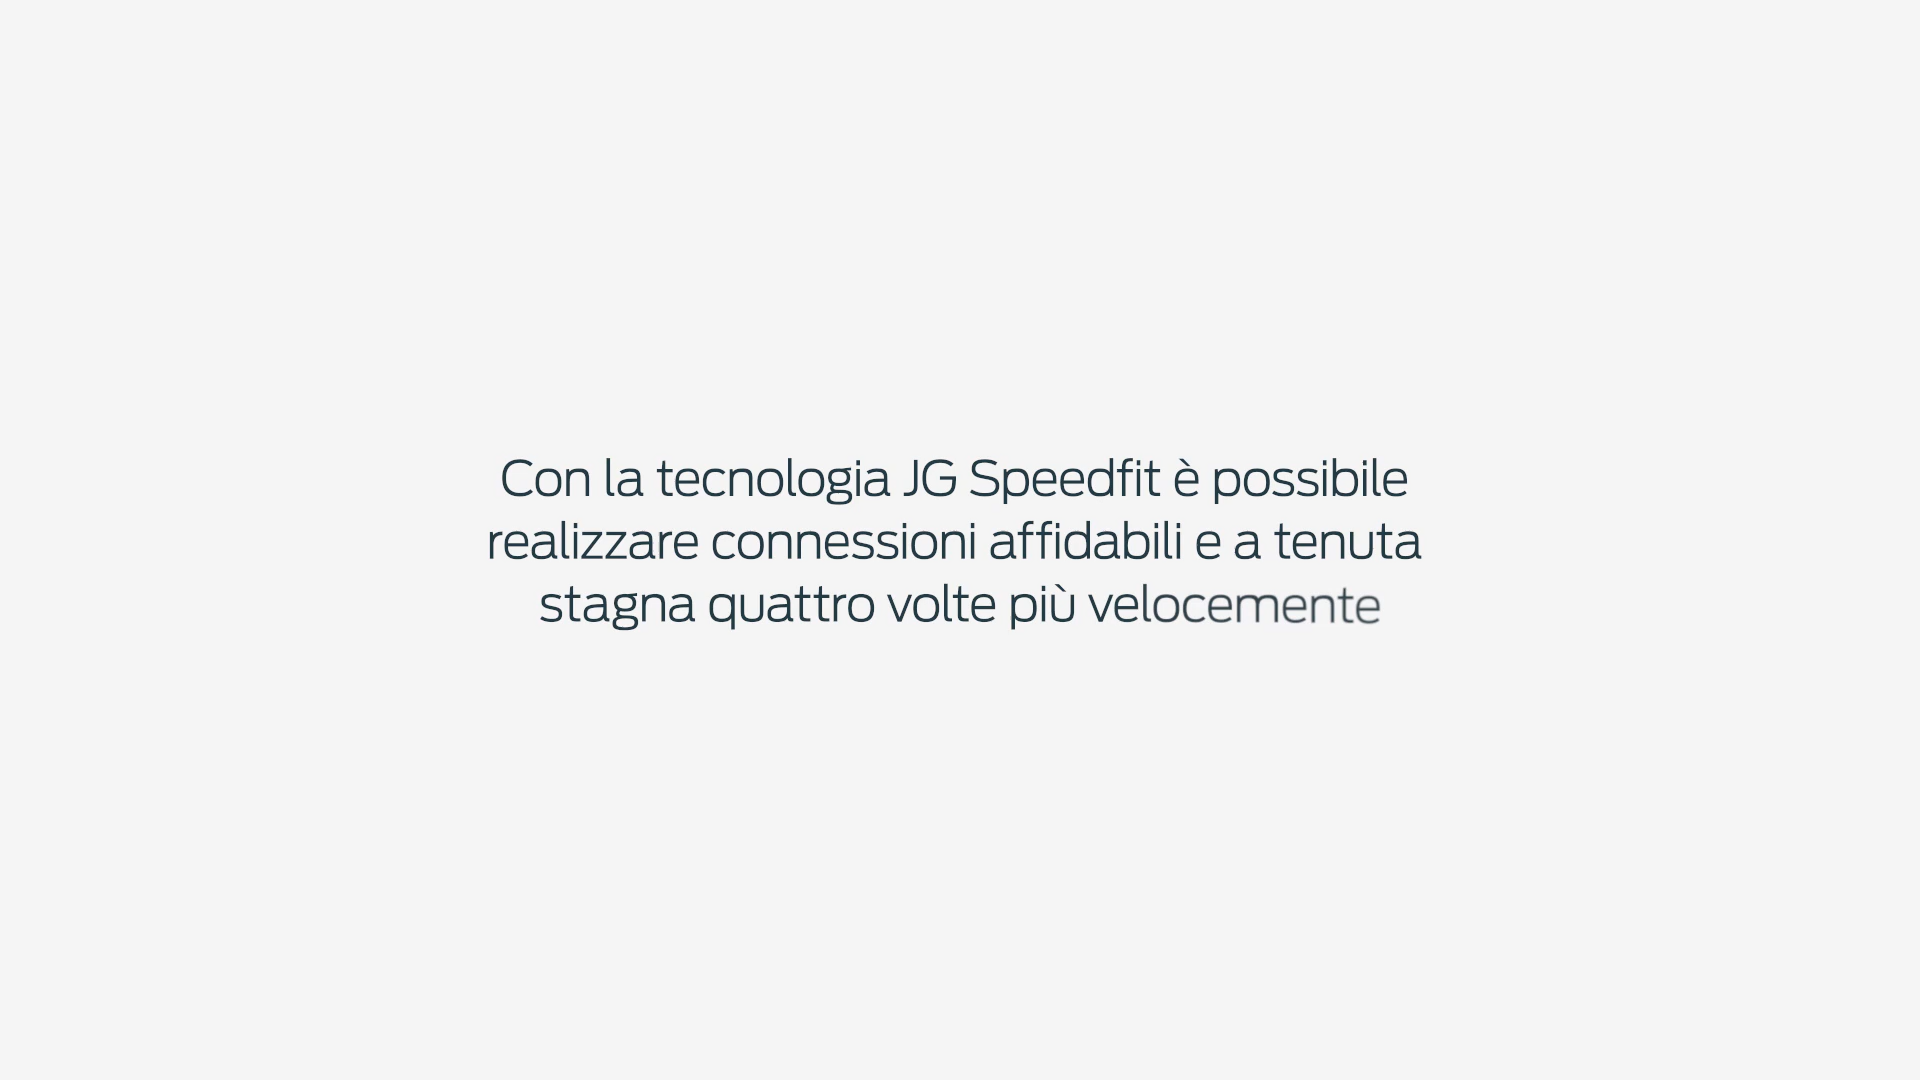 Con la tecnologia JG Speedfit è possibile
realizzare connessioni affidabili e a tenuta
stagna quattro volte più velocemente